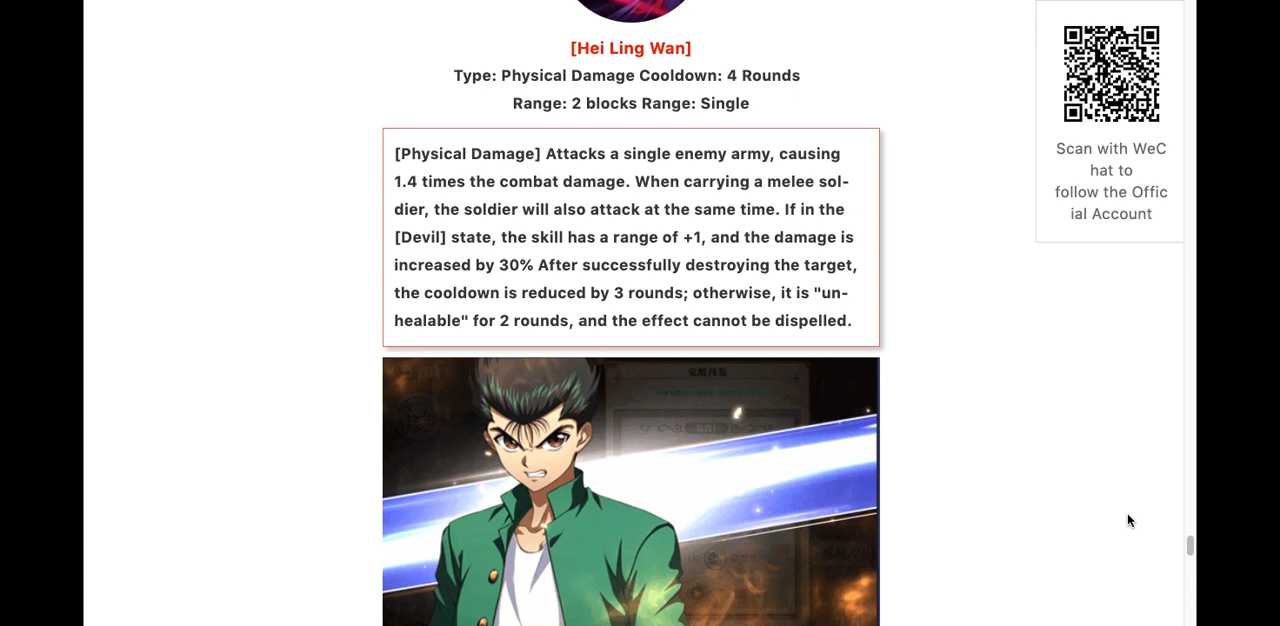 [Hei Ling Wan]
Type: Physical Damage Cooldown: 4 Rounds
Range: 2 blocks Range: Single
[Physical Damage] Attacks a single enemy army, causing
1.4 times the combat damage. When carrying a melee sol-
dier, the soldier will also attack at the same time. If in the
[Devil] state, the skill has a range of +1, and the damage is
increased by 30% After successfully destroying the target,
the cooldown is reduced by 3 rounds; otherwise, it is "un-
healable" for 2 rounds, and the effect cannot be dispelled.
Scan with WeC
hat to
follow the Offic
ial Account